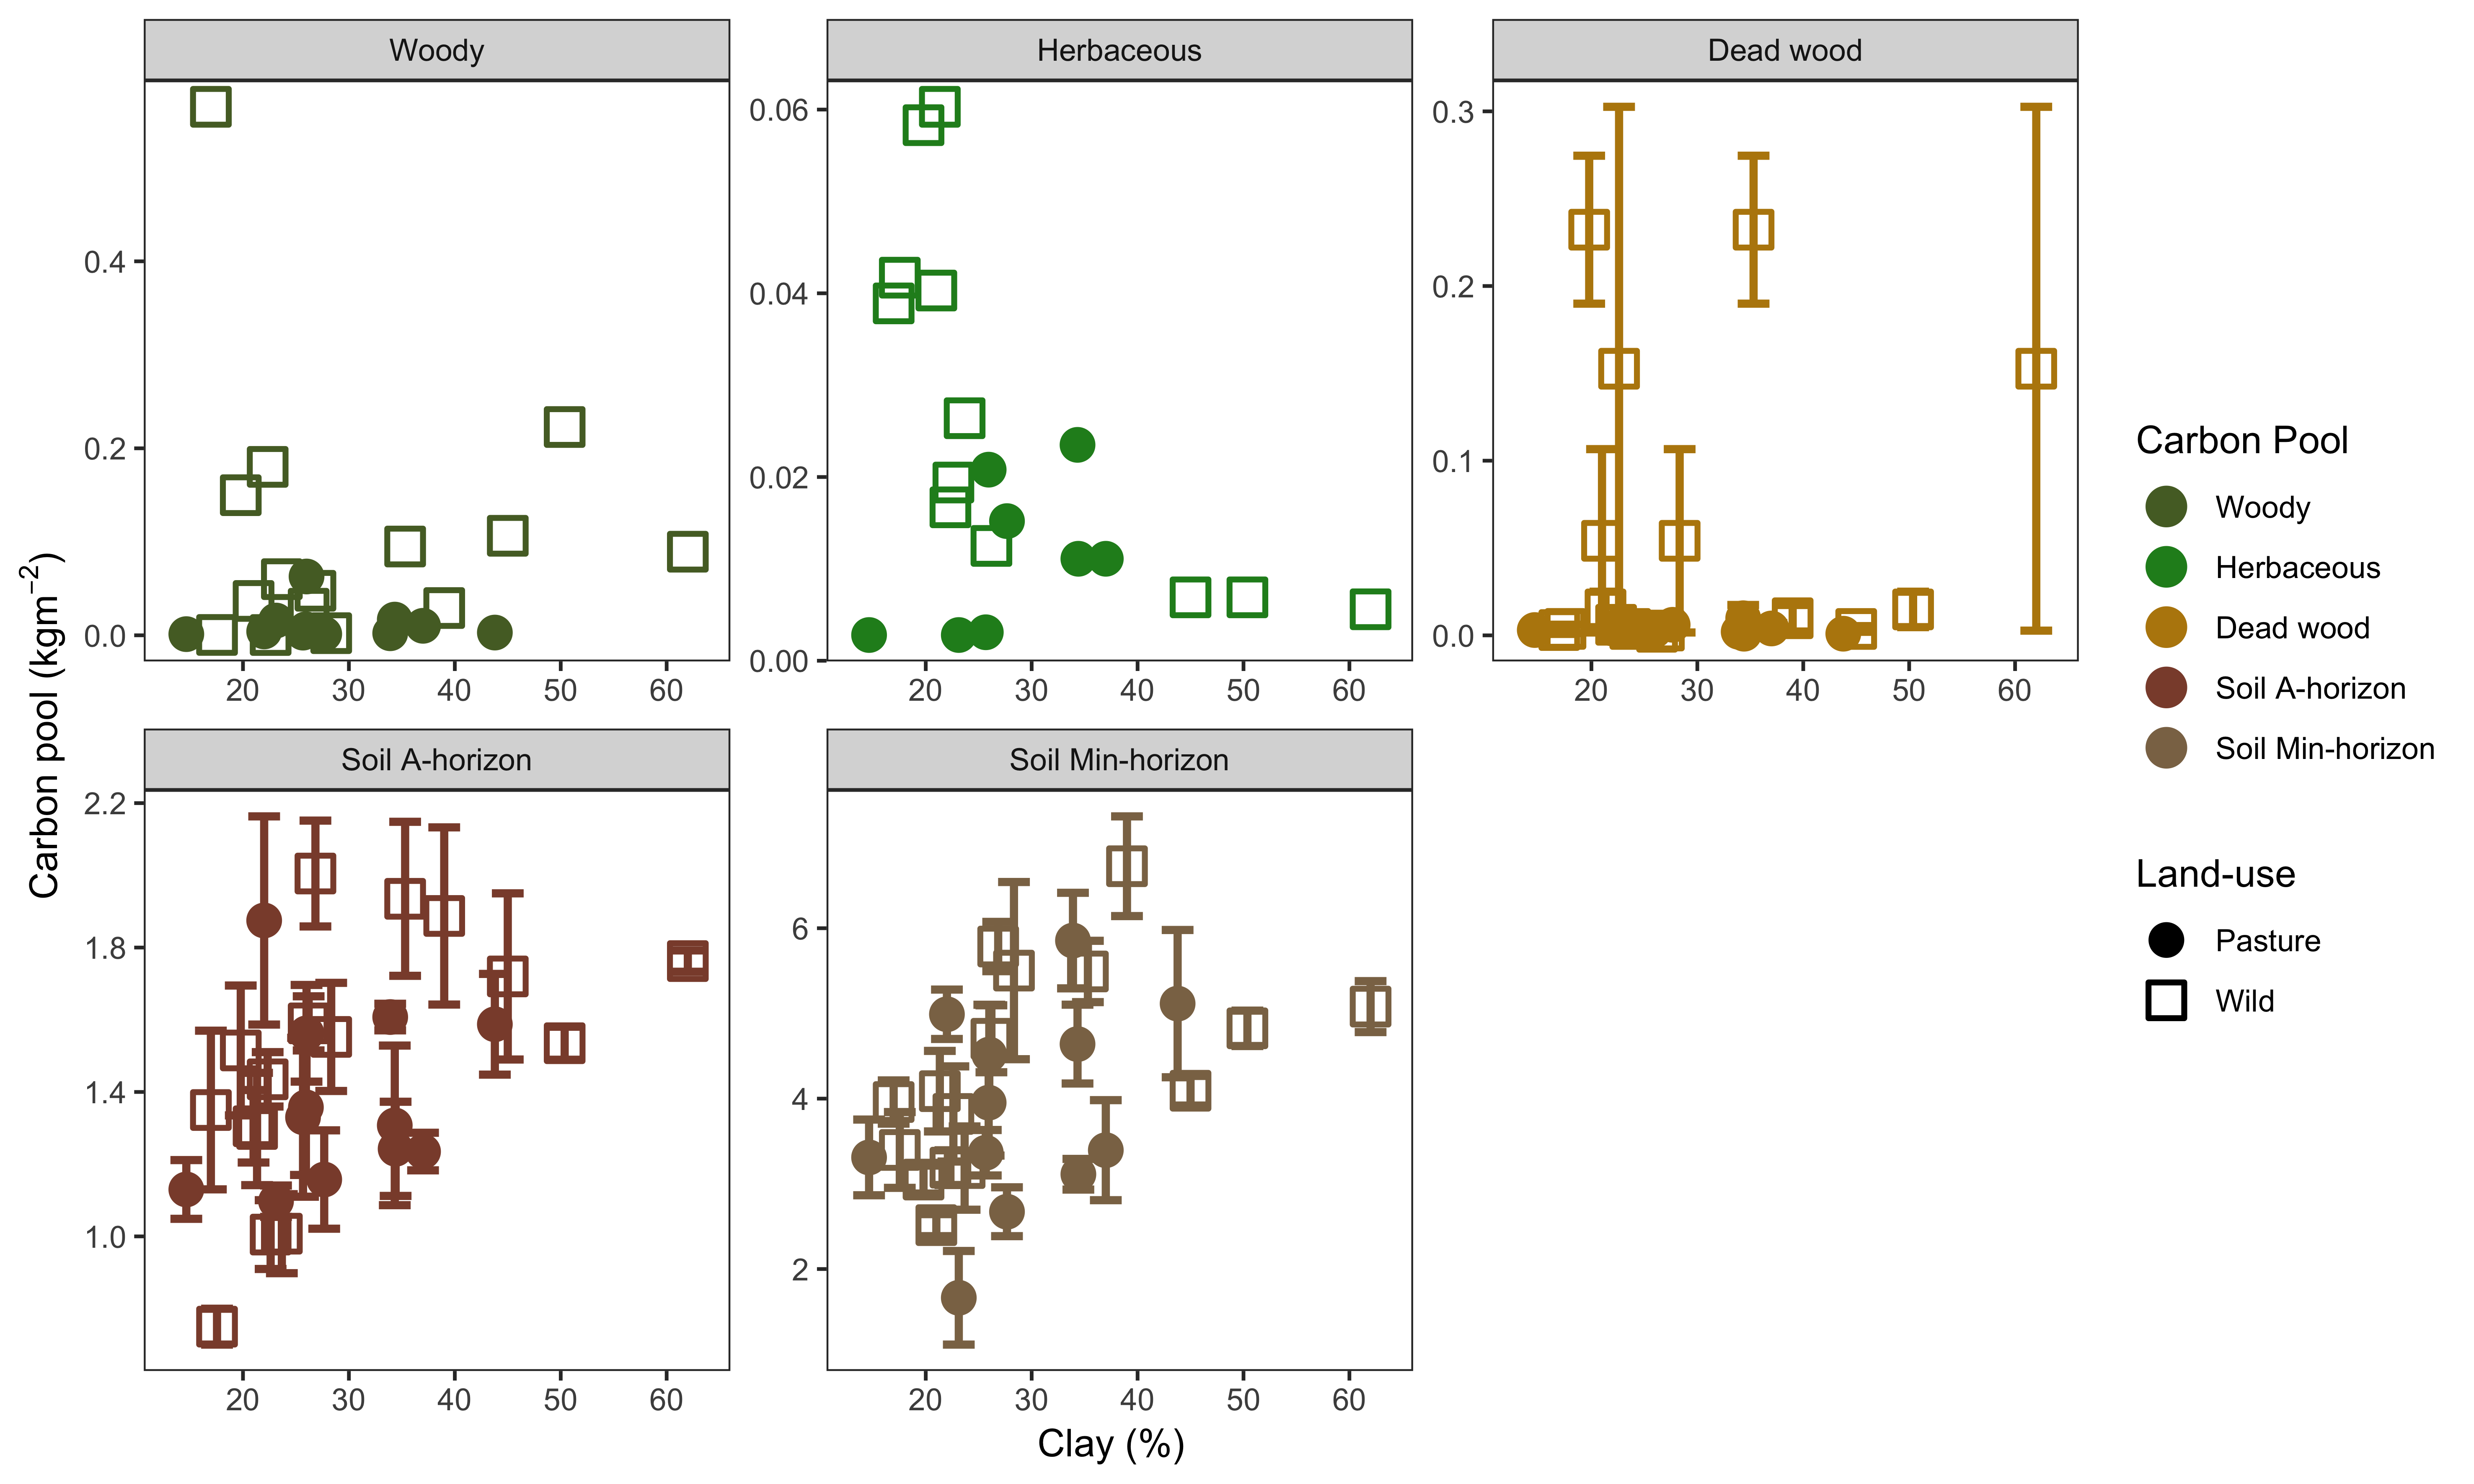 Woody
Herbaceous
Dead wood
0.4
0.2
0.0
20 30 40 50 60
0.06
0.04
0.02
0.00
20 30 40 50 60
0.3
0.2
0.1
0.0
20 30 40 50 60
Carbon pool (kgm⁻²)
Soil A-horizon
Soil Min-horizon
2.2
1.8
1.4
1.0
20 30 40 50 60
6
4
2
20 30 40 50 60
Clay (%)
Carbon Pool
Woody
Herbaceous
Dead wood
Soil A-horizon
Soil Min-horizon
Land-use
Pasture
Wild